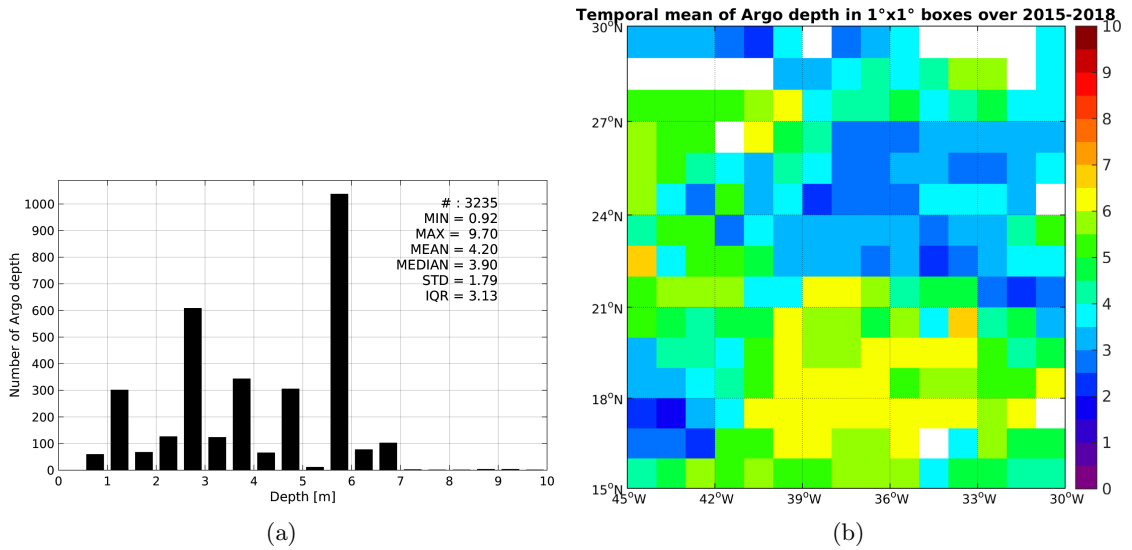 Temporal mean of Argo depth in 1°x1° boxes over 2015-2018
Number of Argo depth
1000
900
800
700
600
500
400
300
200
100
0
# : 3235
MIN = 0.92
MAX = 9.70
MEAN = 4.20
MEDIAN = 3.90
STD = 1.79
IQR = 3.13
0 1 2 3 4 5 6 7 8 9 10
Depth [m]
(a)
30°N
27°N
24°N
21°N
18°N
15°N
45°W 42°W 39°W 36°W 33°W 30°W
10
9
8
7
6
5
4
3
2
1
0
(b)